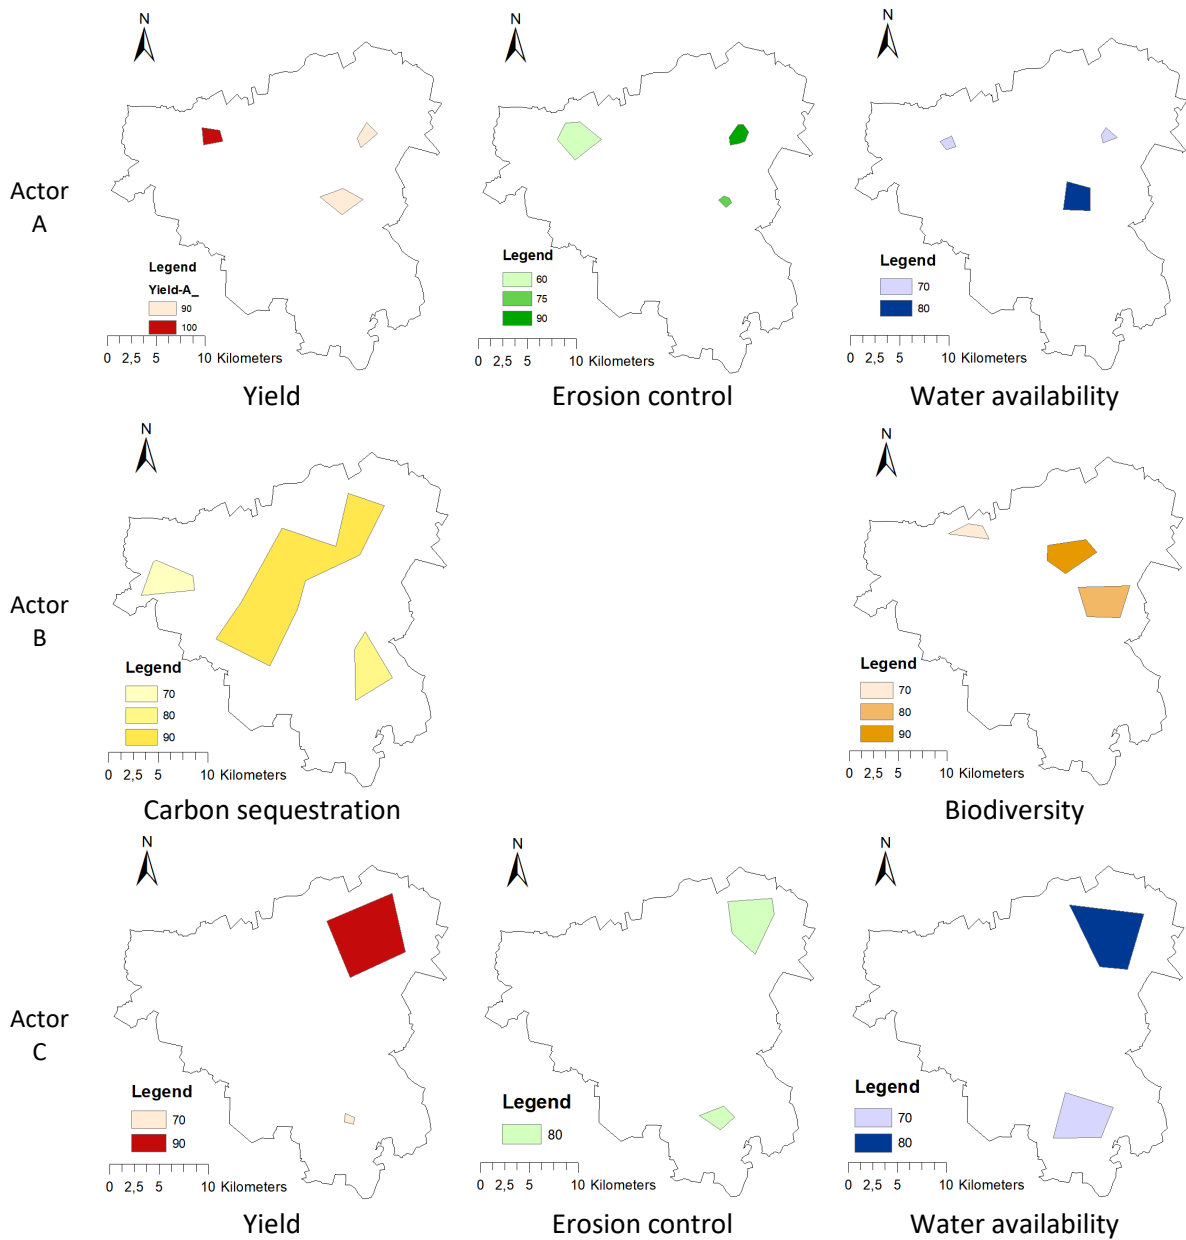 N
N
N
Actor
A
Legend
Yield-A_
90
100
0 2,5 5 10 Kilometers
Yield
Legend
60
75
90
0 2,5 5 10 Kilometers
Erosion control
Legend
70
80
0 2,5 5 10 Kilometers
Water availability
N
N
Actor
B
Legend
70
80
90
0 2,5 5 10 Kilometers
Carbon sequestration
Legend
70
80
90
0 2,5 5 10 Kilometers
Biodiversity
N
N
N
Actor
C
Legend
70
90
0 2,5 5 10 Kilometers
Yield
Legend
80
0 2,5 5 10 Kilometers
Erosion control
Legend
70
80
0 2,5 5 10 Kilometers
Water availability